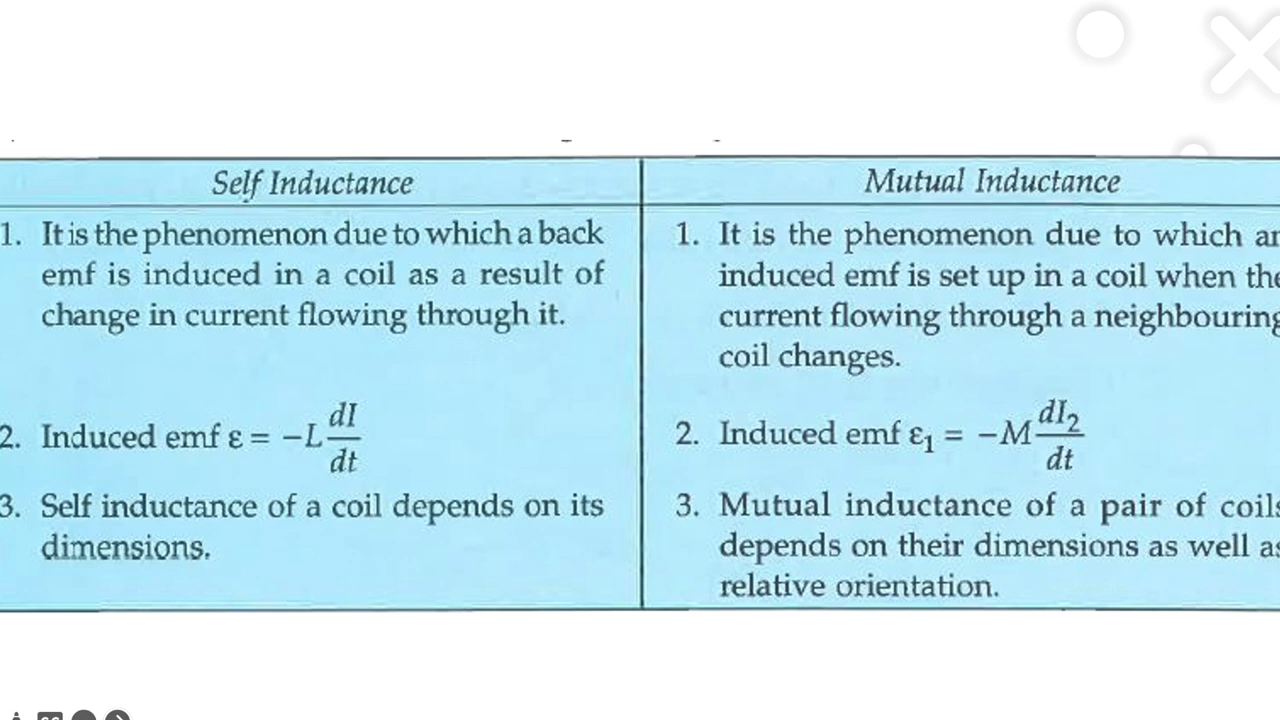 Self Inductance
1. It is the phenomenon due to which a back
emf is induced in a coil as a result of
change in current flowing through it.
2. Induced emf ε = −L dI/dt
3. Self inductance of a coil depends on its
dimensions.
Mutual Inductance
1. It is the phenomenon due to which
induced emf is set up in a coil when
current flowing through a neighbouring
coil changes.
2. Induced emf ε₁ = −M dI₂/dt
3. Mutual inductance of a pair of coils
depends on their dimensions as well as
relative orientation.